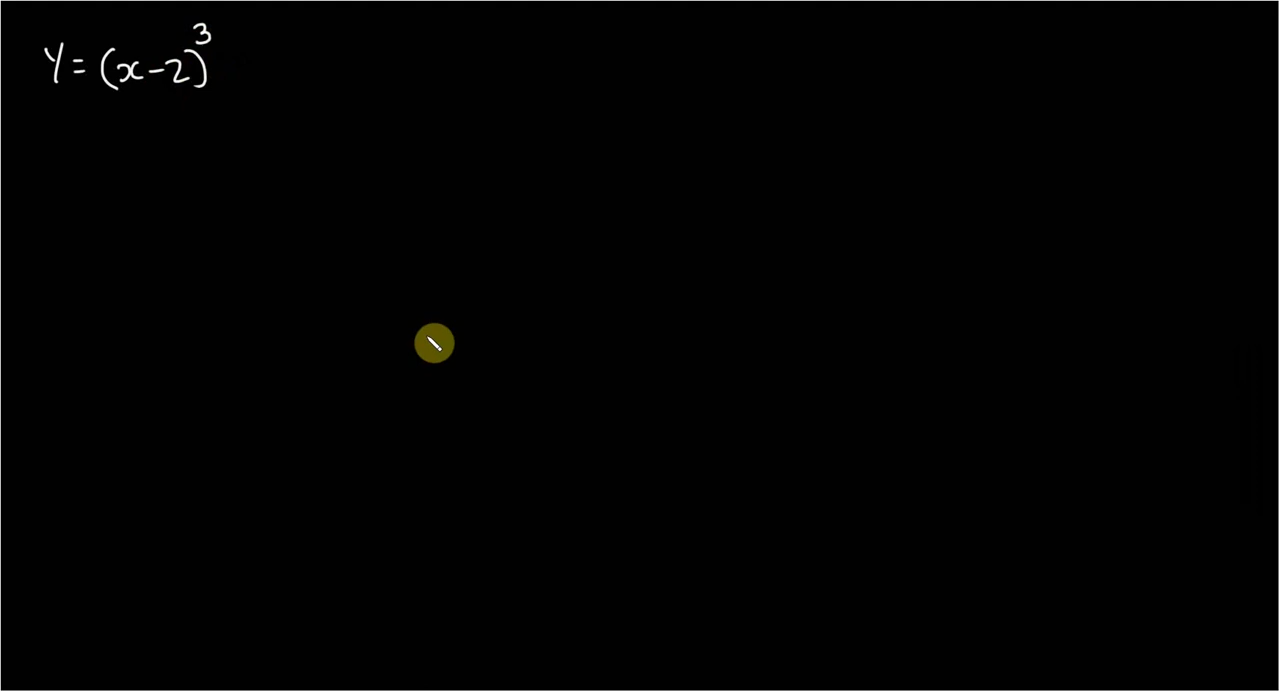 y = (x-2)³